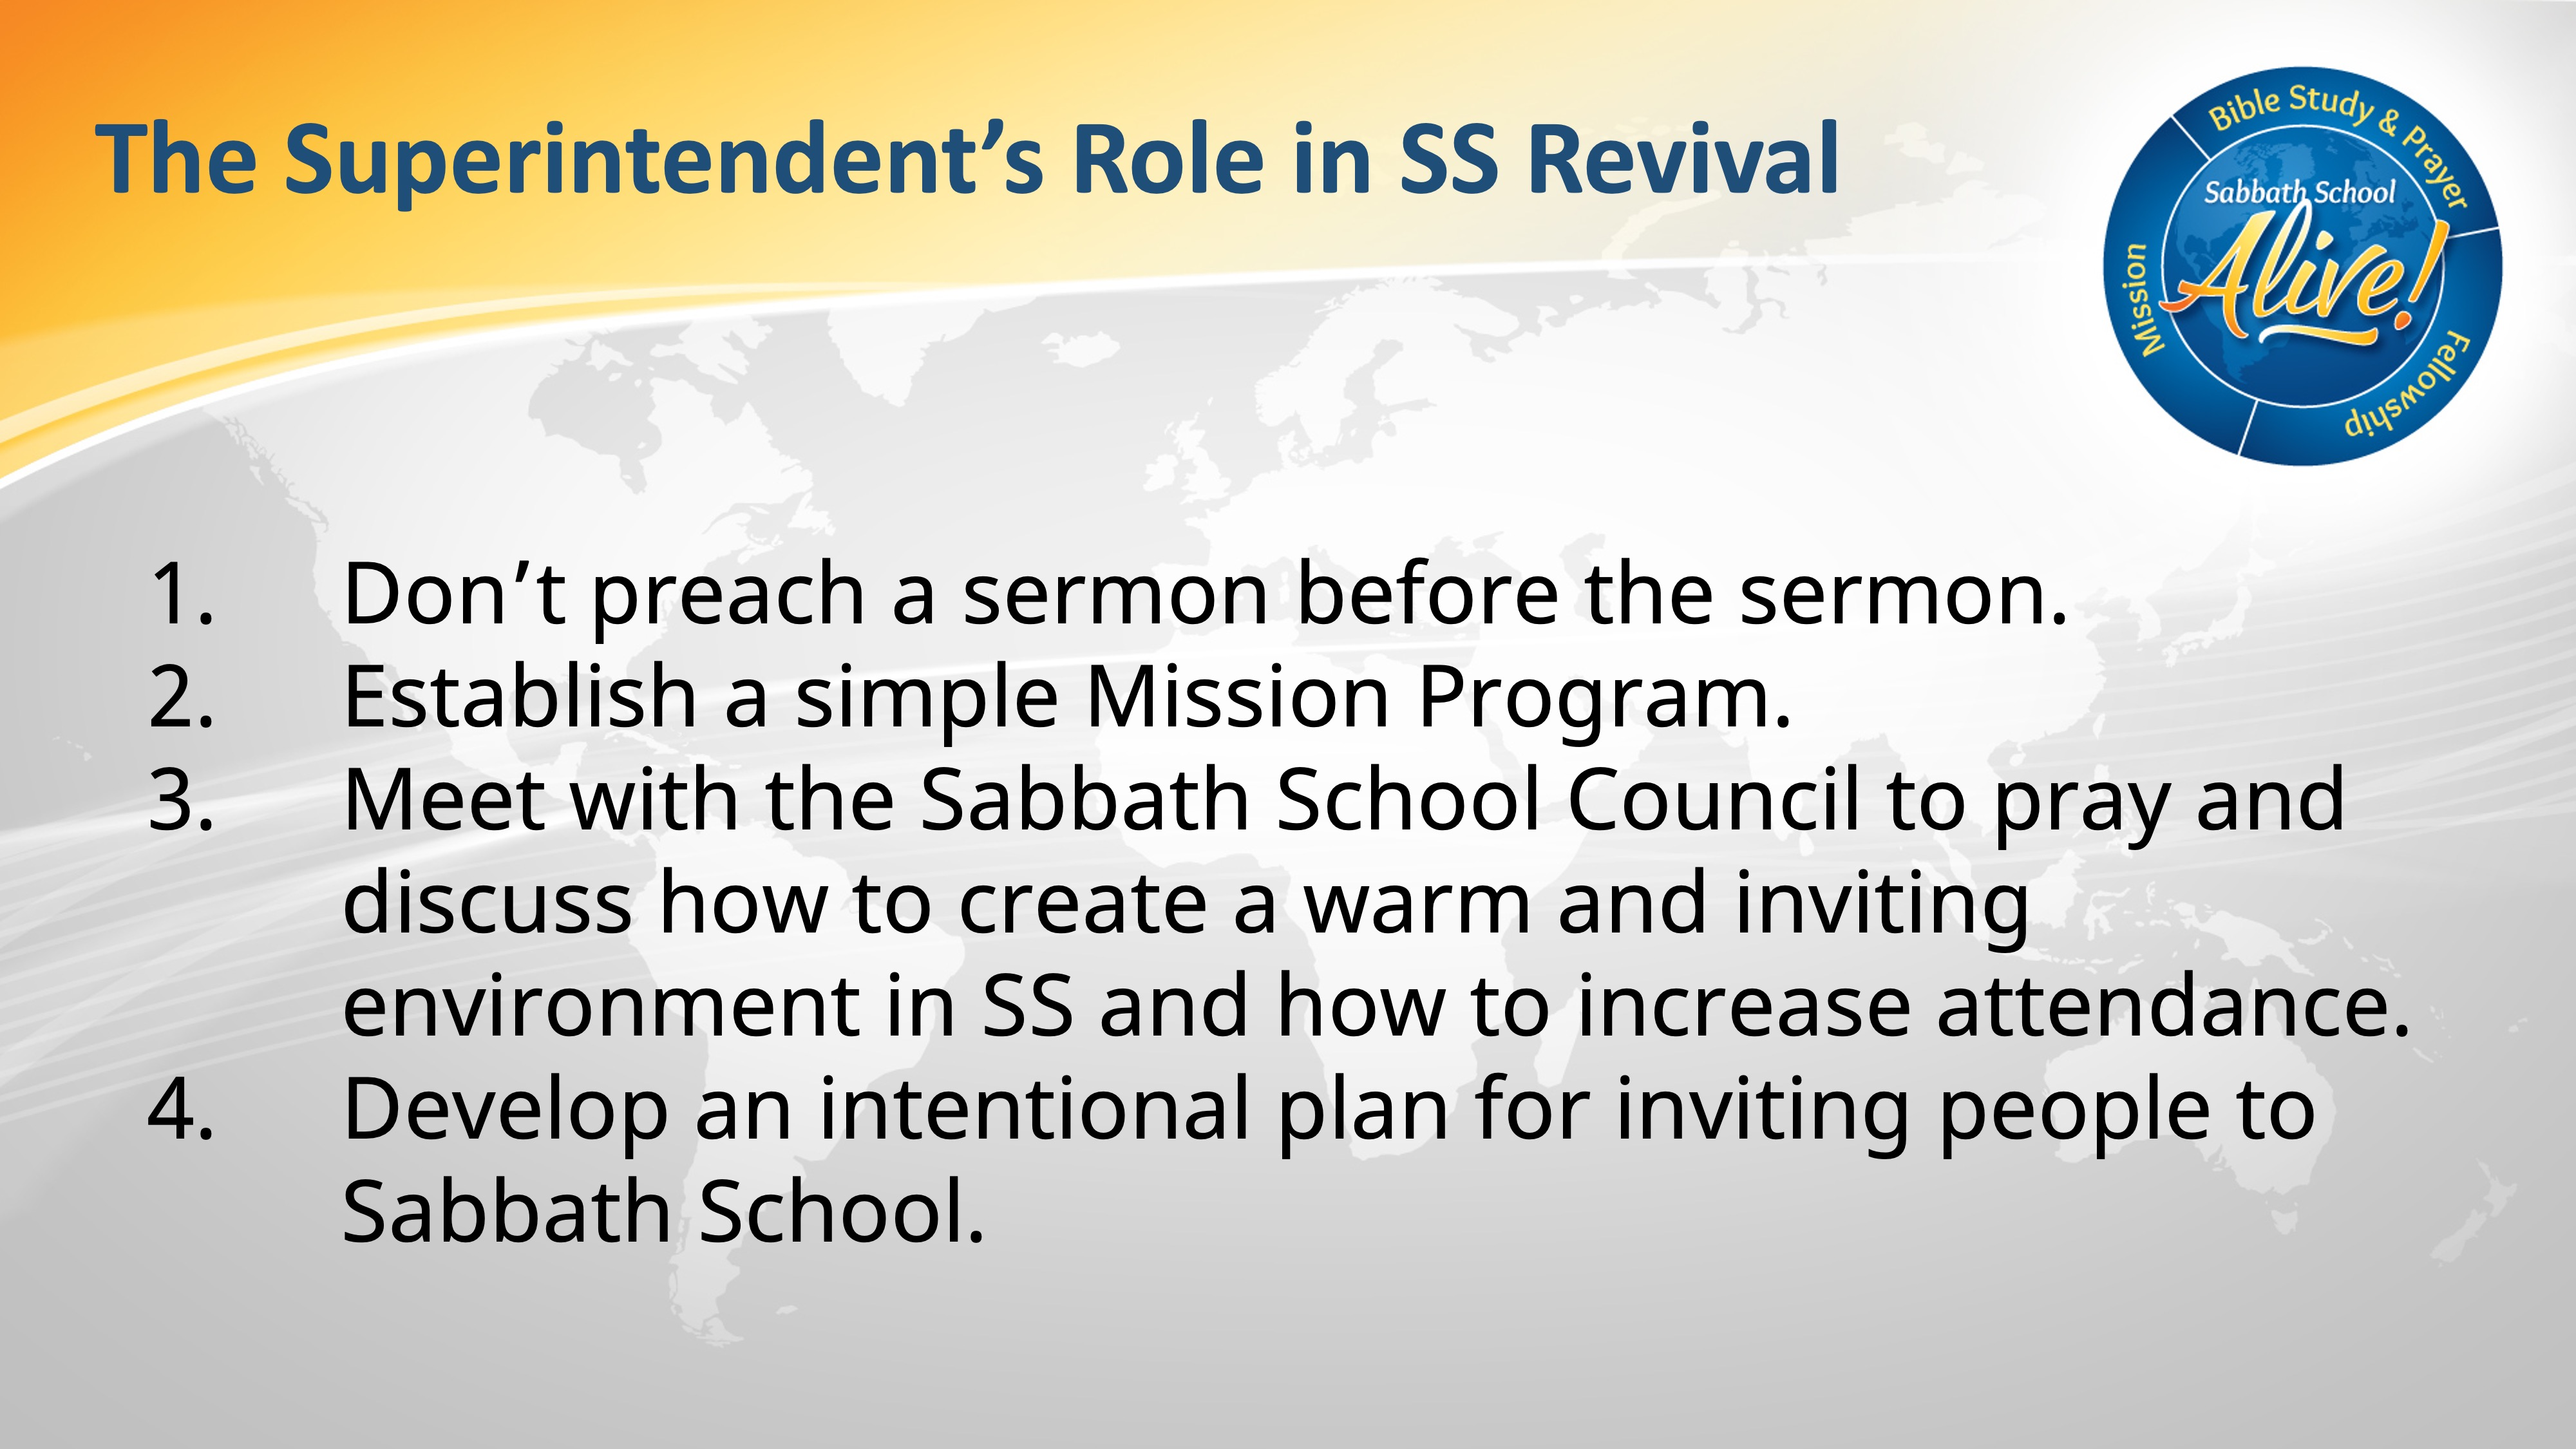 The Superintendent’s Role in SS Revival
Bible Study & Prayer
Sabbath School
Alive!
Mission
Fellowship
1. Don’t preach a sermon before the sermon.
2. Establish a simple Mission Program.
3. Meet with the Sabbath School Council to pray and
discuss how to create a warm and inviting
environment in SS and how to increase attendance.
4. Develop an intentional plan for inviting people to
Sabbath School.